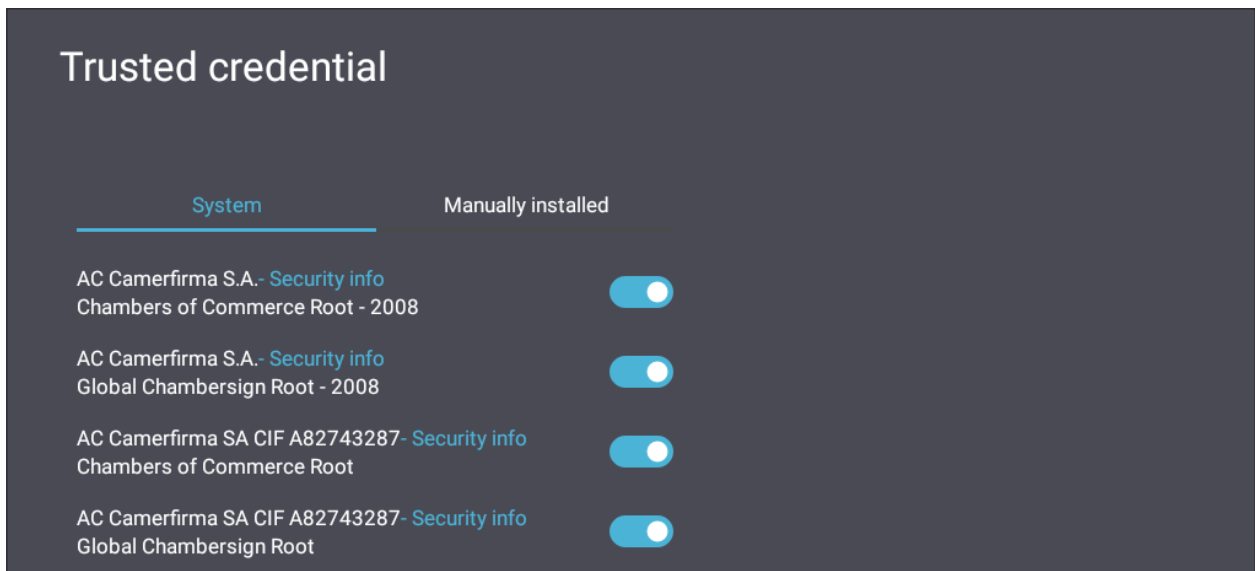 Trusted credential
System
Manually installed
AC Camerfirma S.A.- Security info
Chambers of Commerce Root - 2008
AC Camerfirma S.A.- Security info
Global Chambersign Root - 2008
AC Camerfirma SA CIF A82743287- Security info
Chambers of Commerce Root
AC Camerfirma SA CIF A82743287- Security info
Global Chambersign Root